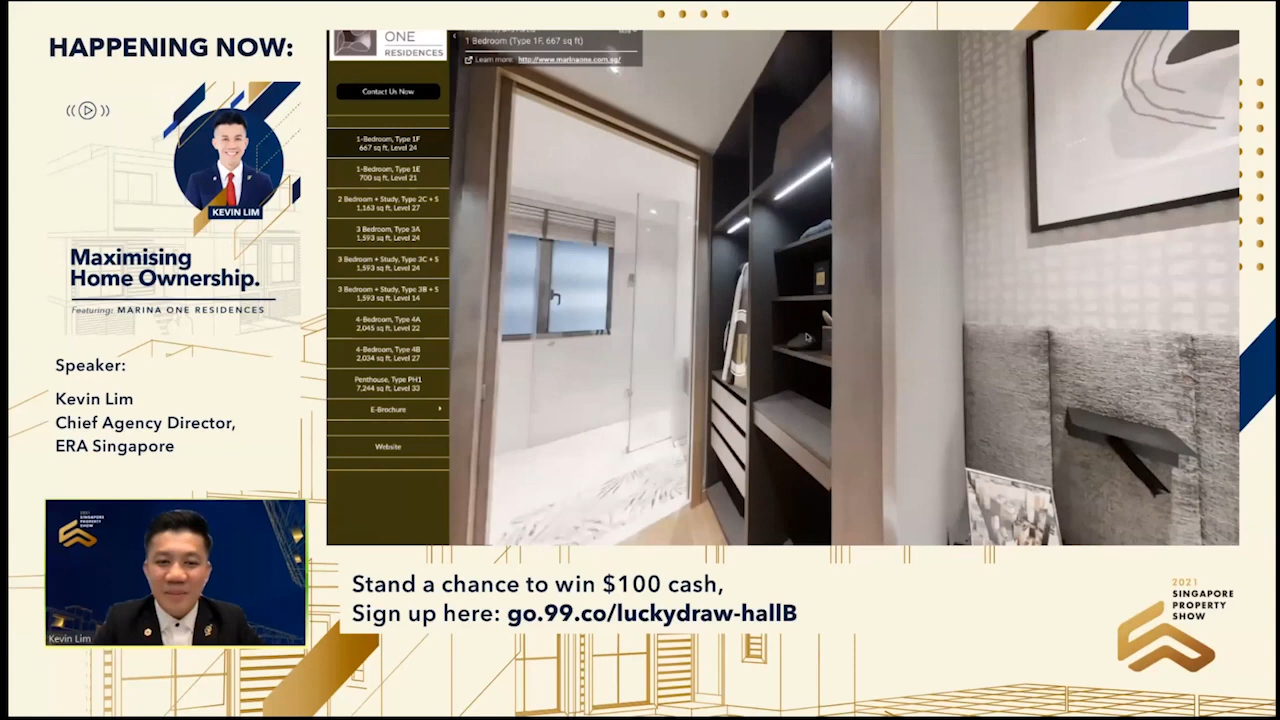 HAPPENING NOW:
KEVIN LIM
Maximising
Home Ownership.
Featuring: MARINA ONE RESIDENCES
Speaker:
Kevin Lim
Chief Agency Director,
ERA Singapore
2021
SINGAPORE
PROPERTY
SHOW
Kevin Lim
ONE
RESIDENCES
Contact Us Now
1-Bedroom, Type 1F
667 sq ft, Level 24
1-Bedroom, Type 1E
700 sq ft, Level 21
2 Bedroom + Study, Type 2C + S
1,163 sq ft, Level 27
3 Bedroom, Type 3A
1,593 sq ft, Level 24
3 Bedroom + Study, Type 3C + S
1,593 sq ft, Level 24
3 Bedroom + Study, Type 3B + S
1,593 sq ft, Level 14
4-Bedroom, Type 4A
2,045 sq ft, Level 22
4-Bedroom, Type 4B
2,034 sq ft, Level 27
Penthouse, Type PH1
7,244 sq ft, Level 33
E-Brochure
Website
1 Bedroom (Type 1F, 667 sq ft)
Learn more: http://www.marinaone.com.sg/
Stand a chance to win $100 cash,
Sign up here: go.99.co/luckydraw-hallB
2021
SINGAPORE
PROPERTY
SHOW